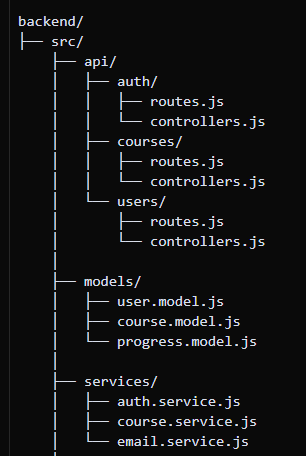 backend/
├── src/
│   ├── api/
│   │   ├── auth/
│   │   │   ├── routes.js
│   │   │   └── controllers.js
│   │   ├── courses/
│   │   │   ├── routes.js
│   │   │   └── controllers.js
│   │   └── users/
│   │       ├── routes.js
│   │       └── controllers.js
│   │
│   ├── models/
│   │   ├── user.model.js
│   │   ├── course.model.js
│   │   └── progress.model.js
│   │
│   ├── services/
│   │   ├── auth.service.js
│   │   ├── course.service.js
│   │   └── email.service.js